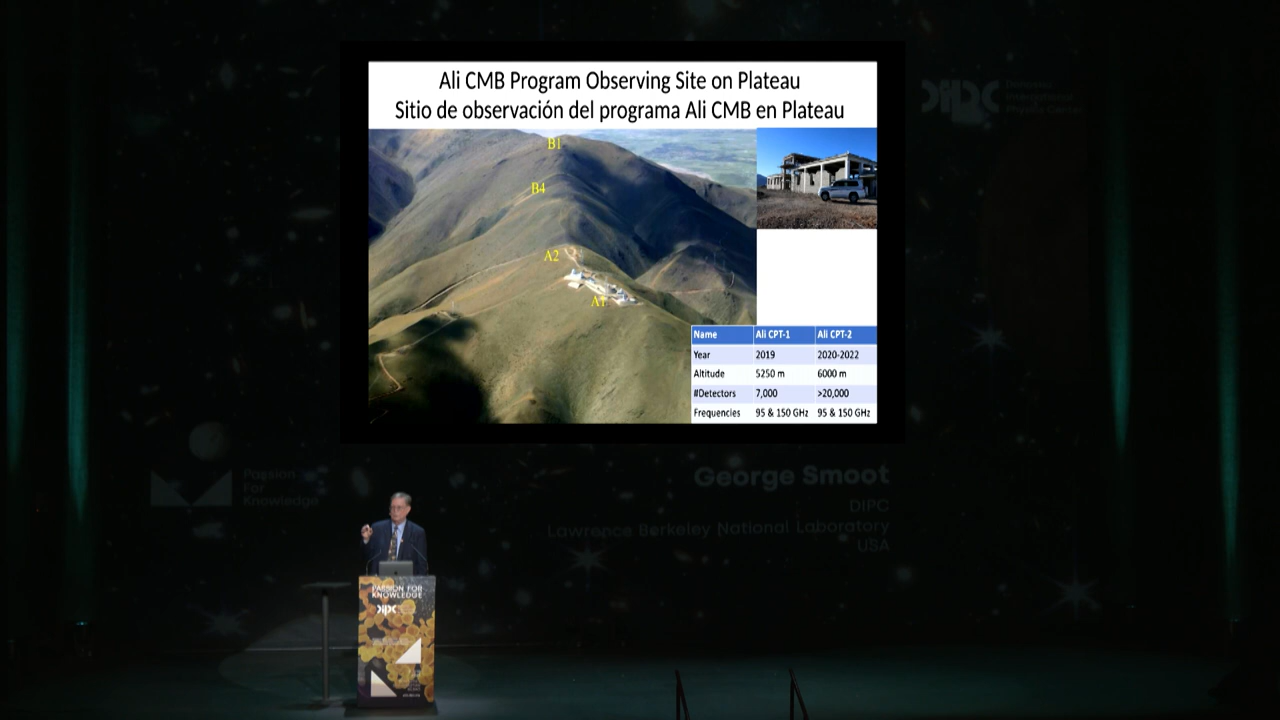 Ali CMB Program Observing Site on Plateau
Sitio de observación del programa Ali CMB en Plateau
B1
B4
A2
A1
Name Ali CPT-1 Ali CPT-2
Year 2019 2020-2022
Altitude 5250 m 6000 m
#Detectors 7,000 >20,000
Frequencies 95 & 150 GHz 95 & 150 GHz
DIPC
Passion
For
Knowledge
George Smoot
DIPC
Lawrence Berkeley National Laboratory
USA
PASSION FOR
KNOWLEDGE
DIPC